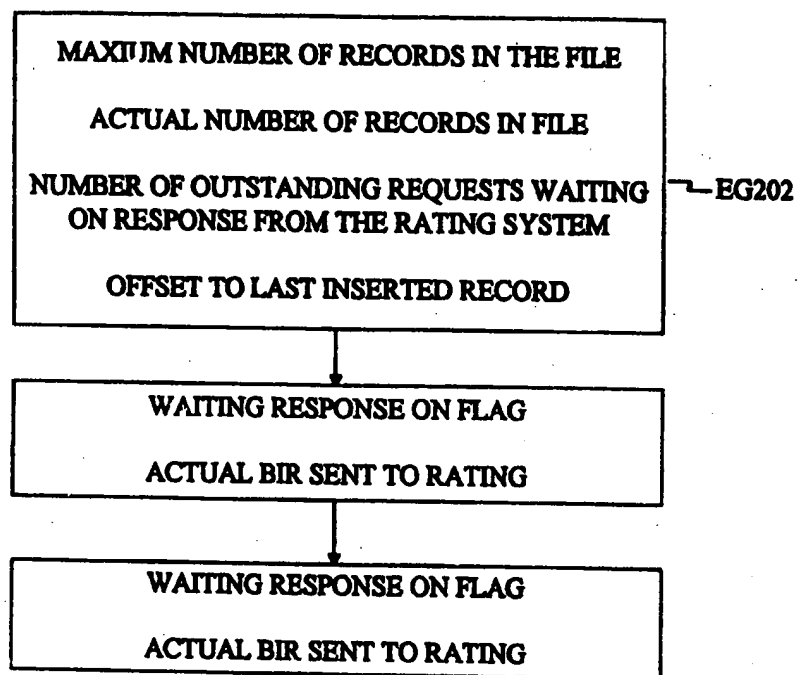 MAXIUM NUMBER OF RECORDS IN THE FILE
ACTUAL NUMBER OF RECORDS IN FILE
NUMBER OF OUTSTANDING REQUESTS WAITING
ON RESPONSE FROM THE RATING SYSTEM
EG202
OFFSET TO LAST INSERTED RECORD
WAITING RESPONSE ON FLAG
ACTUAL BIR SENT TO RATING
WAITING RESPONSE ON FLAG
ACTUAL BIR SENT TO RATING